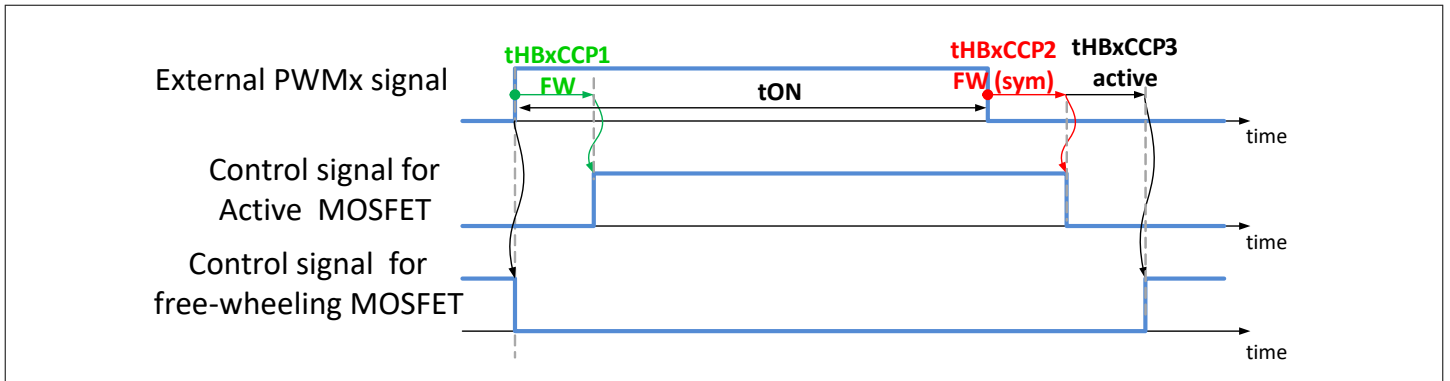 tHBxCCP1
FW
tHBxCCP2
FW (sym)
tHBxCCP3
active
External PWMx signal
tON
time
Control signal for
Active MOSFET
time
Control signal for
free-wheeling MOSFET
time